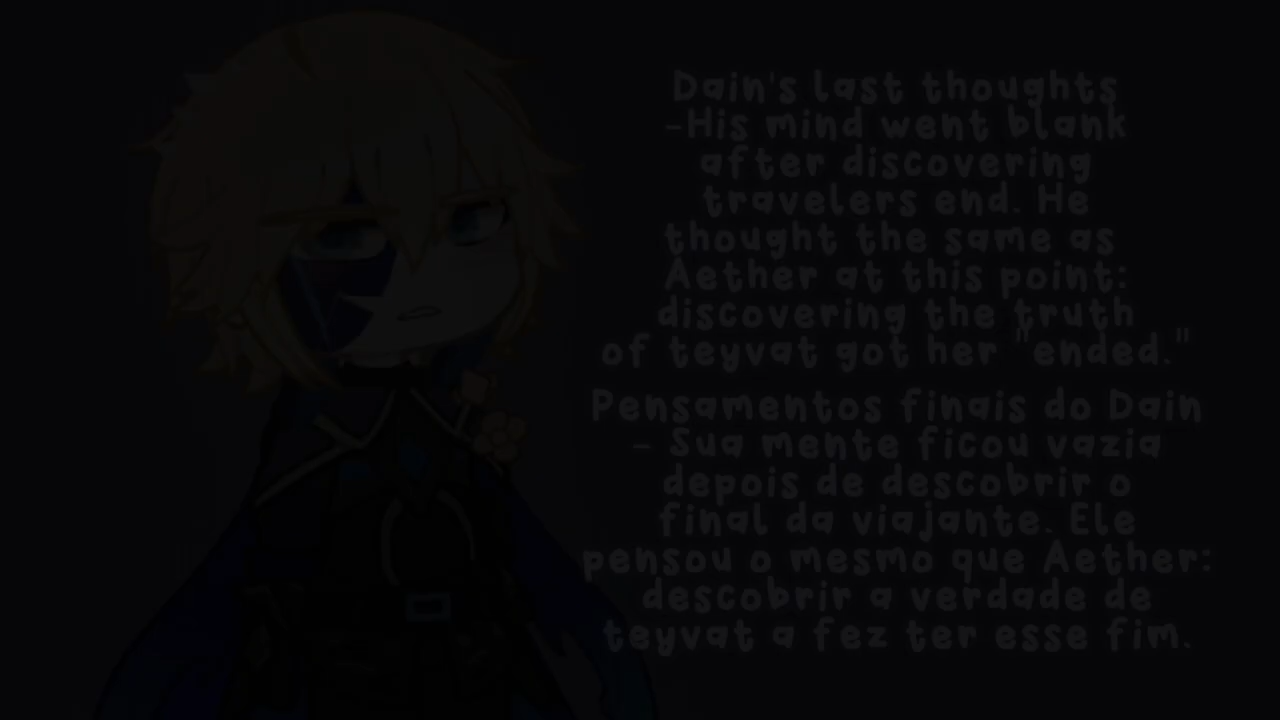 Dain's last thoughts
-His mind went blank
after discovering
travelers end. He
thought the same as
Aether at this point:
discovering the truth
of teyvat got her "ended."
Pensamentos finais do Dain
- Sua mente ficou vazia
depois de descobrir o
final da viajante. Ele
pensou o mesmo que Aether:
descobrir a verdade de
teyvat a fez ter esse fim.